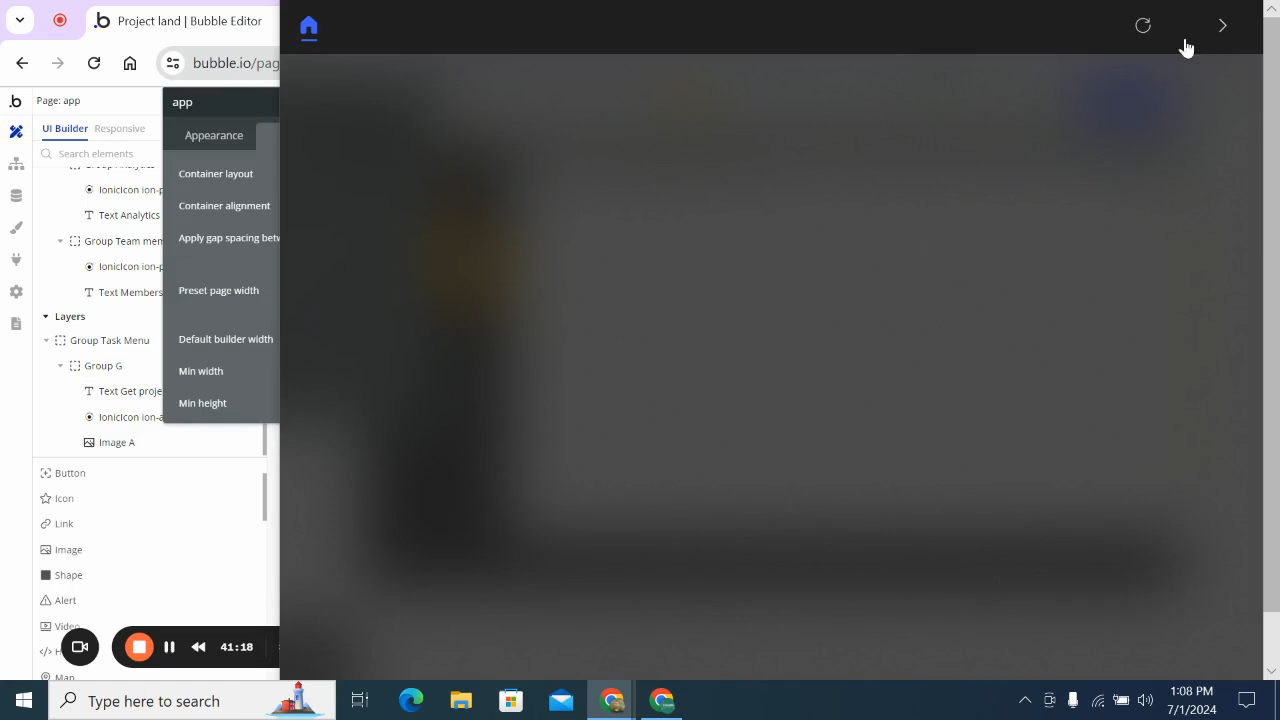 Project land | Bubble Editor
bubble.io/pag
Page: app
UI Builder
Responsive
Search elements
IonicIcon ion-p
Text Analytics
Group Team mem
IonicIcon ion-p
Text Members
Layers
Group Task Menu
Group G
Text Get proje
IonicIcon ion-a
Image A
Button
Icon
Link
Image
Shape
Alert
Video
Map
app
Appearance
Container layout
Container alignment
Apply gap spacing betw
Preset page width
Default builder width
Min width
Min height
41:18
Type here to search
1:08 PM
7/1/2024